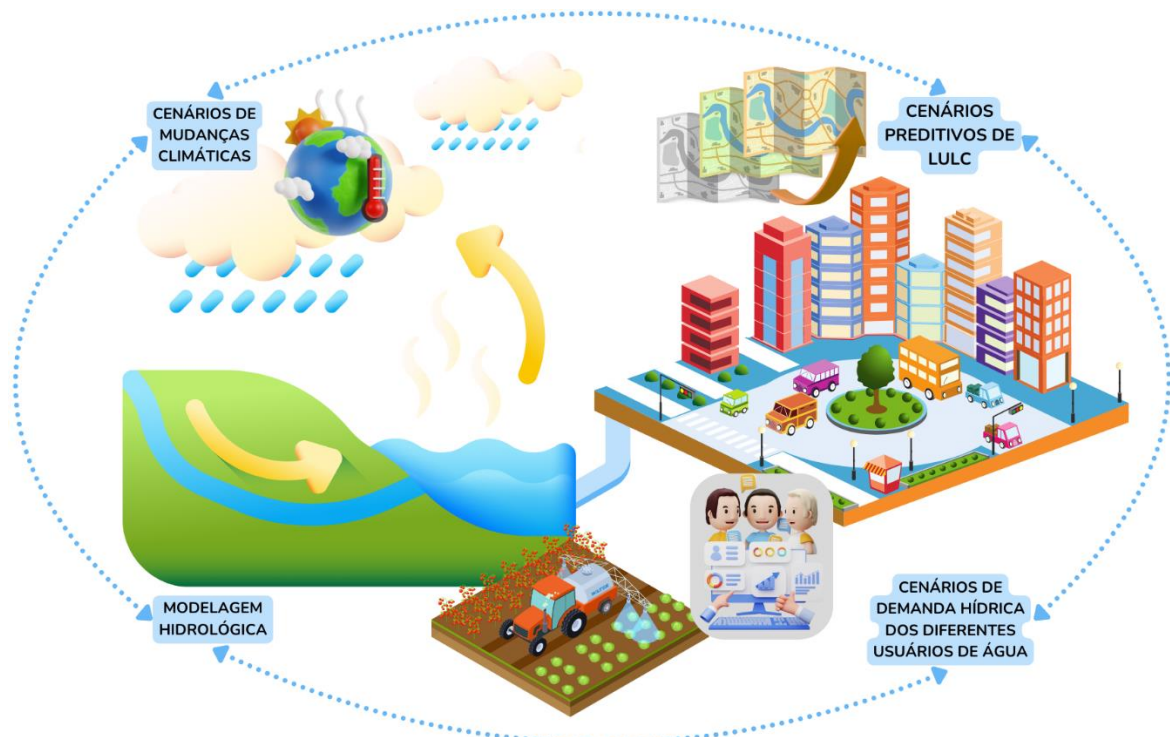 CENÁRIOS DE
MUDANÇAS
CLIMÁTICAS
CENÁRIOS
PREDITIVOS DE
LULC
MODELAGEM
HIDROLÓGICA
CENÁRIOS DE
DEMANDA HÍDRICA
DOS DIFERENTES
USUÁRIOS DE ÁGUA